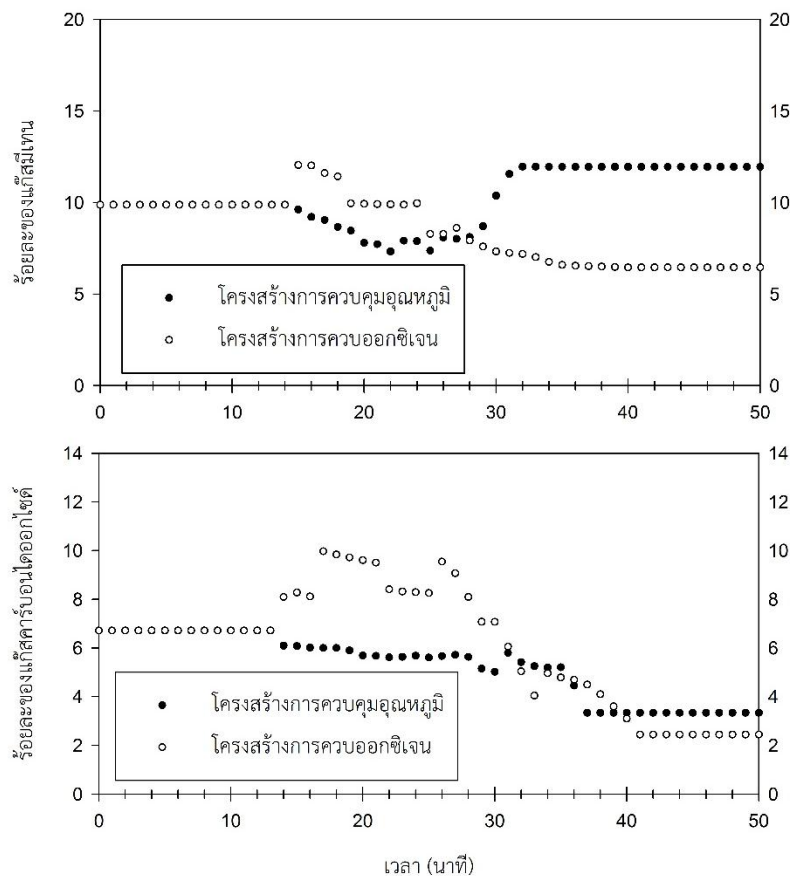 20 20
15 15
ร้อยละของแก๊สมีเทน
10 10
5 5
● โครงสร้างการควบคุมอุณหภูมิ
○ โครงสร้างการควบออกซิเจน
0 0
0 10 20 30 40 50
14 14
12 12
10 10
8 8
ร้อยละของแก๊สคาร์บอนไดออกไซด์
6 6
4 4
● โครงสร้างการควบคุมอุณหภูมิ
○ โครงสร้างการควบออกซิเจน
2 2
0 0
0 10 20 30 40 50
เวลา (นาที)